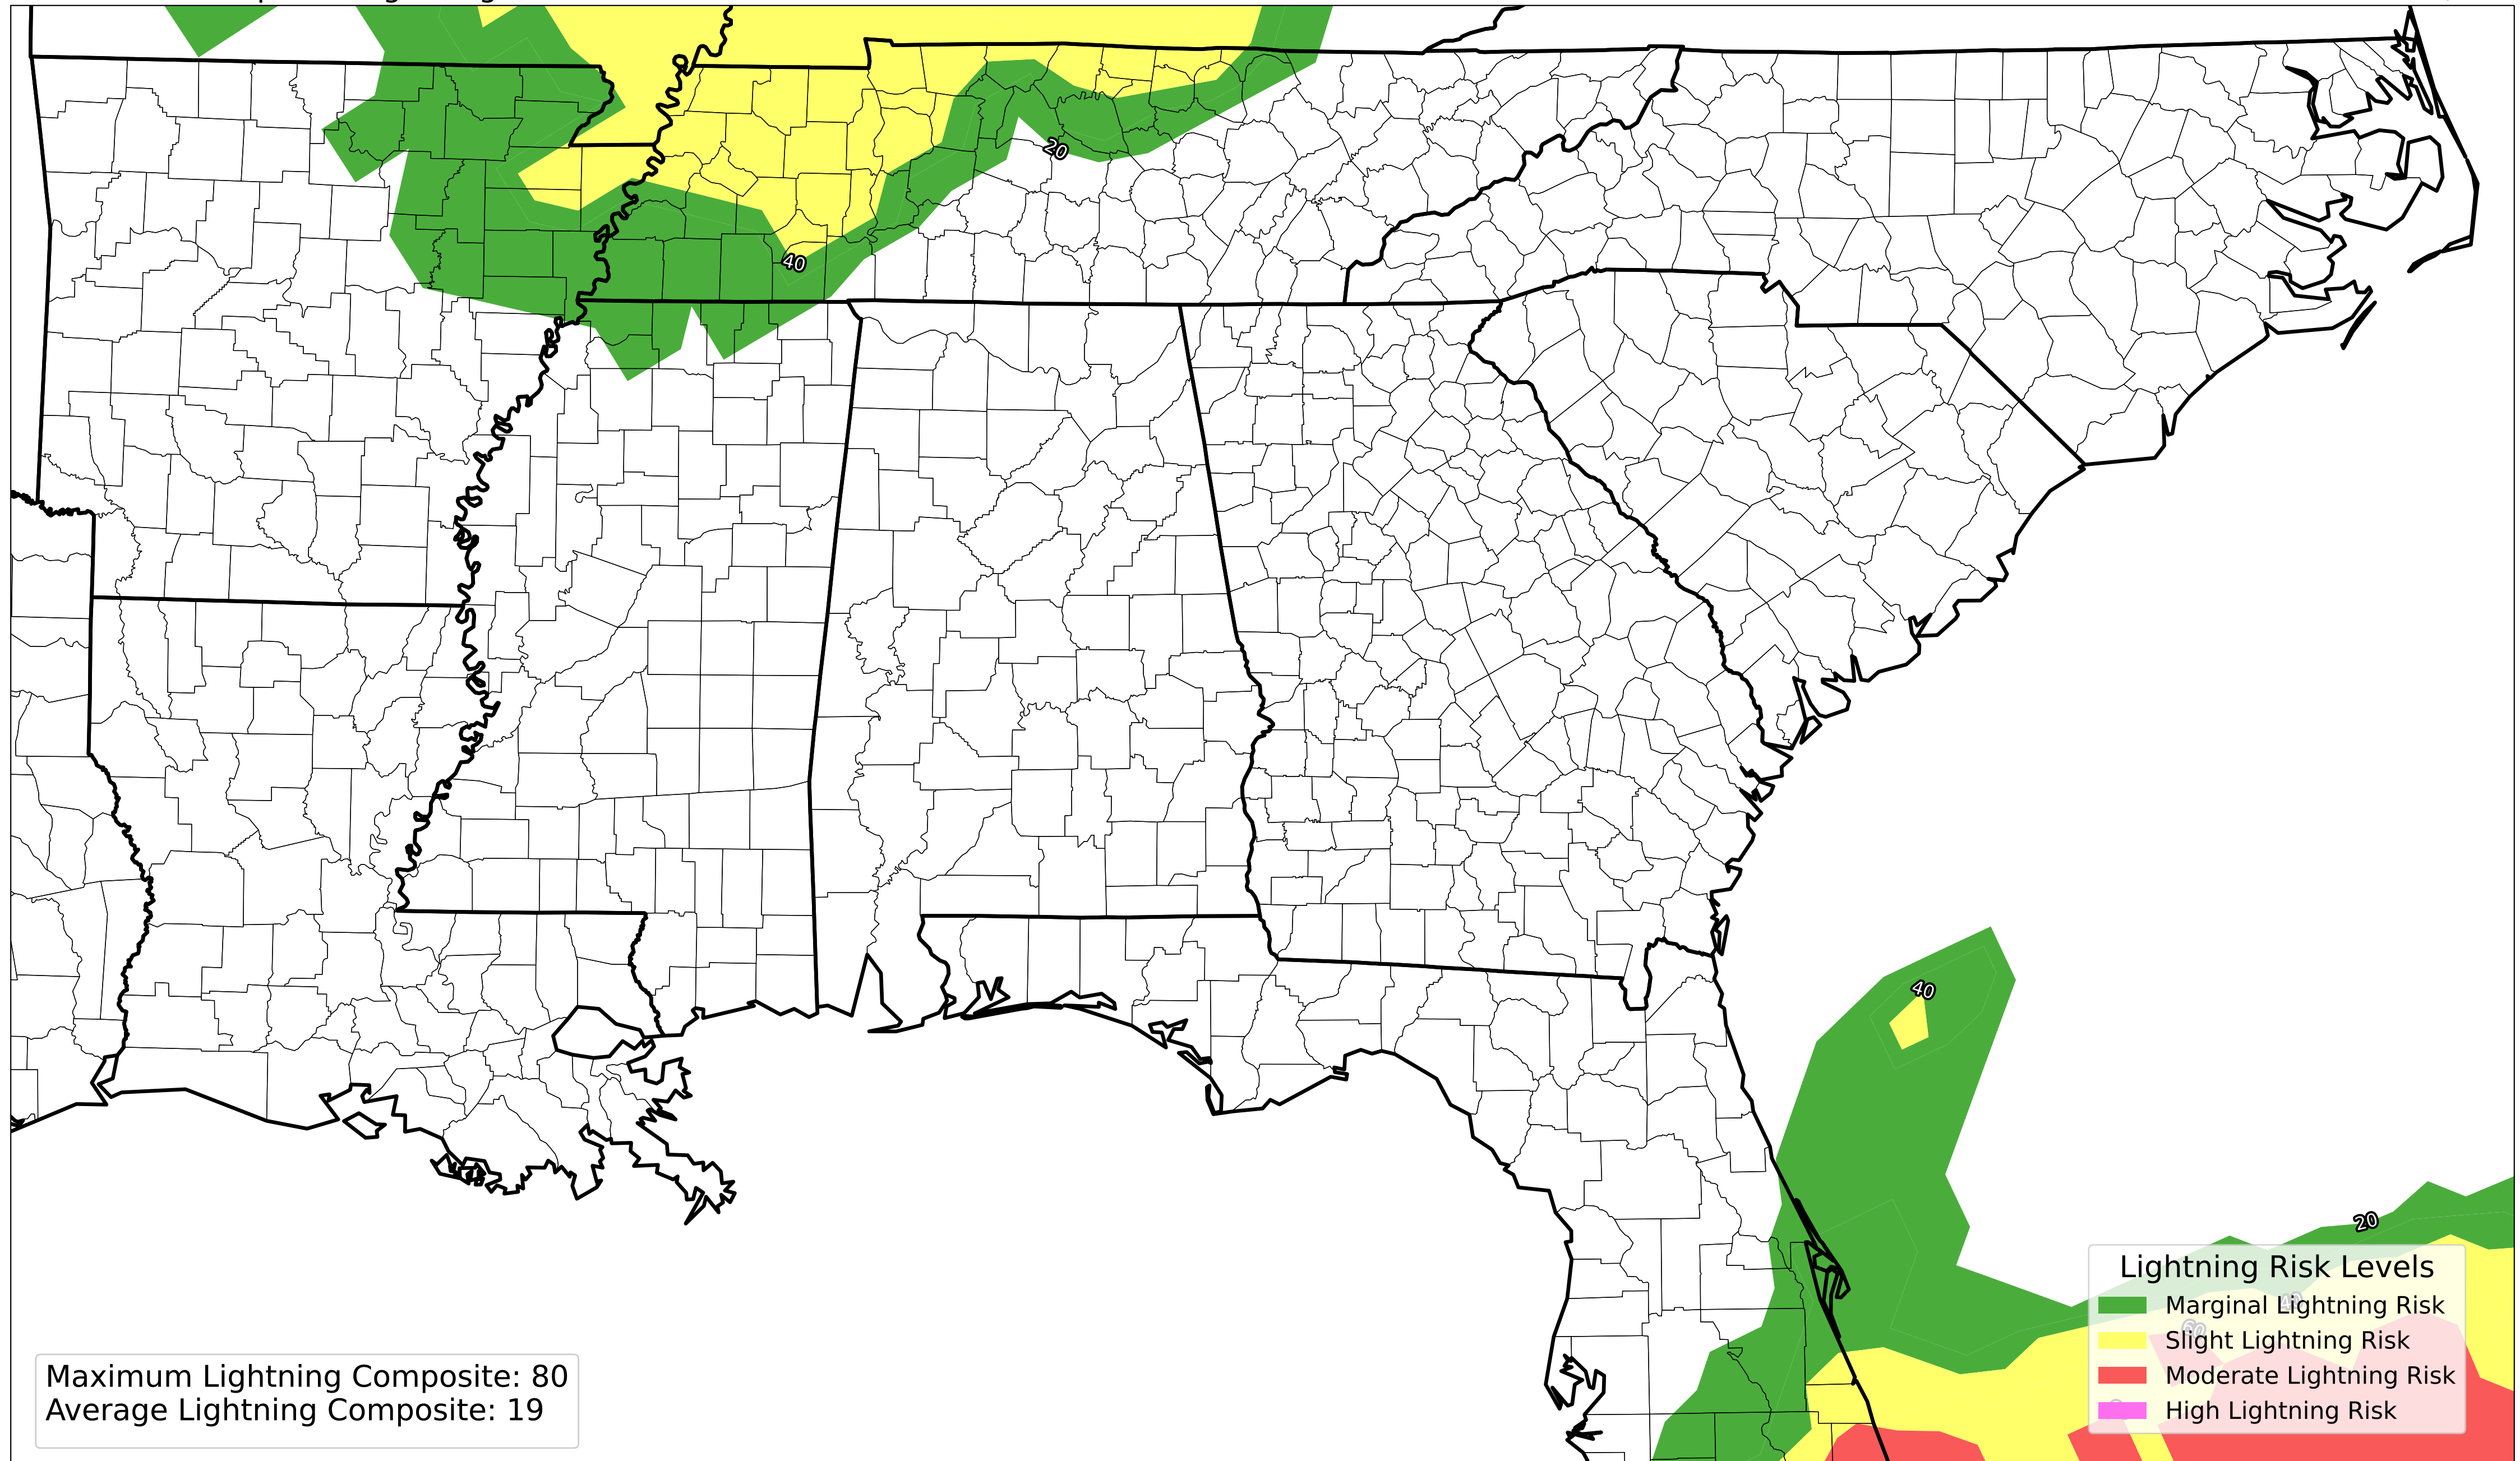 20
40
40
20
Lightning Risk Levels
Marginal Lightning Risk
Slight Lightning Risk
Moderate Lightning Risk
High Lightning Risk
60
Maximum Lightning Composite: 80
Average Lightning Composite: 19